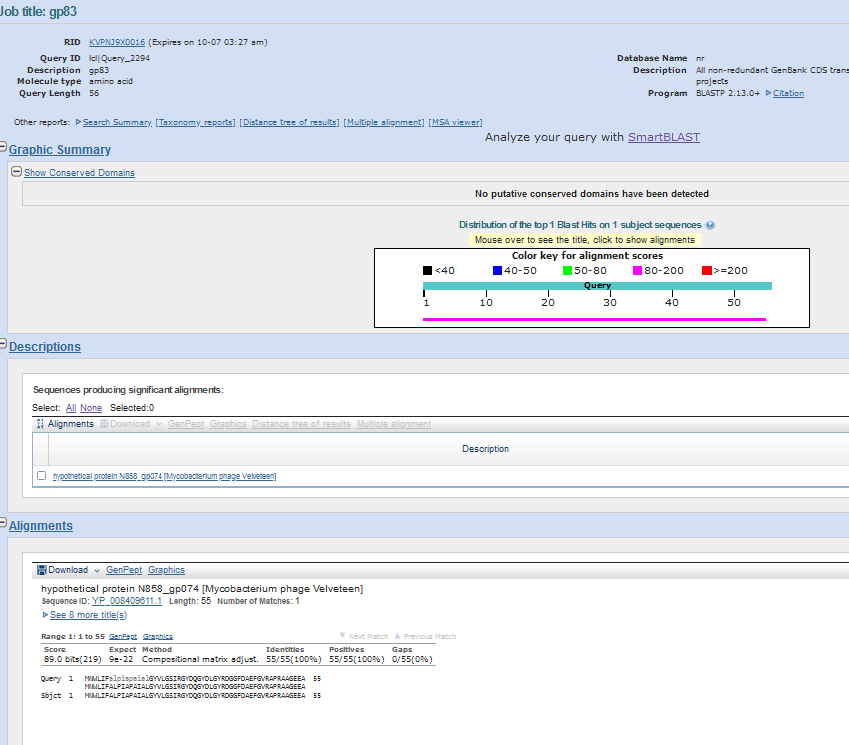 Job title: gp83
RID KVPNJ9X0016 (Expires on 10-07 03:27 am)
Query ID lcl|Query_2294
Description gp83
Molecule type amino acid
Query Length 56
Database Name nr
Description All non-redundant GenBank CDS trans
projects
Program BLASTP 2.13.0+ Citation
Other reports: Search Summary [Taxonomy reports] [Distance tree of results] [Multiple alignment] [MSA viewer]
Analyze your query with SmartBLAST
Graphic Summary
Show Conserved Domains
No putative conserved domains have been detected
Distribution of the top 1 Blast Hits on 1 subject sequences
Mouse over to see the title, click to show alignments
Color key for alignment scores
<40 40-50 50-80 80-200 >=200
Query
1 10 20 30 40 50
Descriptions
Sequences producing significant alignments:
Select: All None Selected:0
Alignments Download GenPept Graphics Distance tree of results Multiple alignment
Description
hypothetical protein N858_gp074 [Mycobacterium phage Velveteen]
Alignments
Download GenPept Graphics
hypothetical protein N858_gp074 [Mycobacterium phage Velveteen]
Sequence ID: YP_008409611.1 Length: 55 Number of Matches: 1
See 8 more title(s)
Range 1: 1 to 55 GenPept Graphics Next Match Previous Match
Score Expect Method Identities Positives Gaps
89.0 bits(219) 9e-22 Compositional matrix adjust. 55/55(100%) 55/55(100%) 0/55(0%)
Query 1 MNWLIFalpiapaialGYVLGSIRGYDQGYDLGYRDGGFDAEFGVRAPRAAGEEA 55
MNWLIFALPIAPAIALGYVLGSIRGYDQGYDLGYRDGGFDAEFGVRAPRAAGEEA
Sbjct 1 MNWLIFALPIAPAIALGYVLGSIRGYDQGYDLGYRDGGFDAEFGVRAPRAAGEEA 55